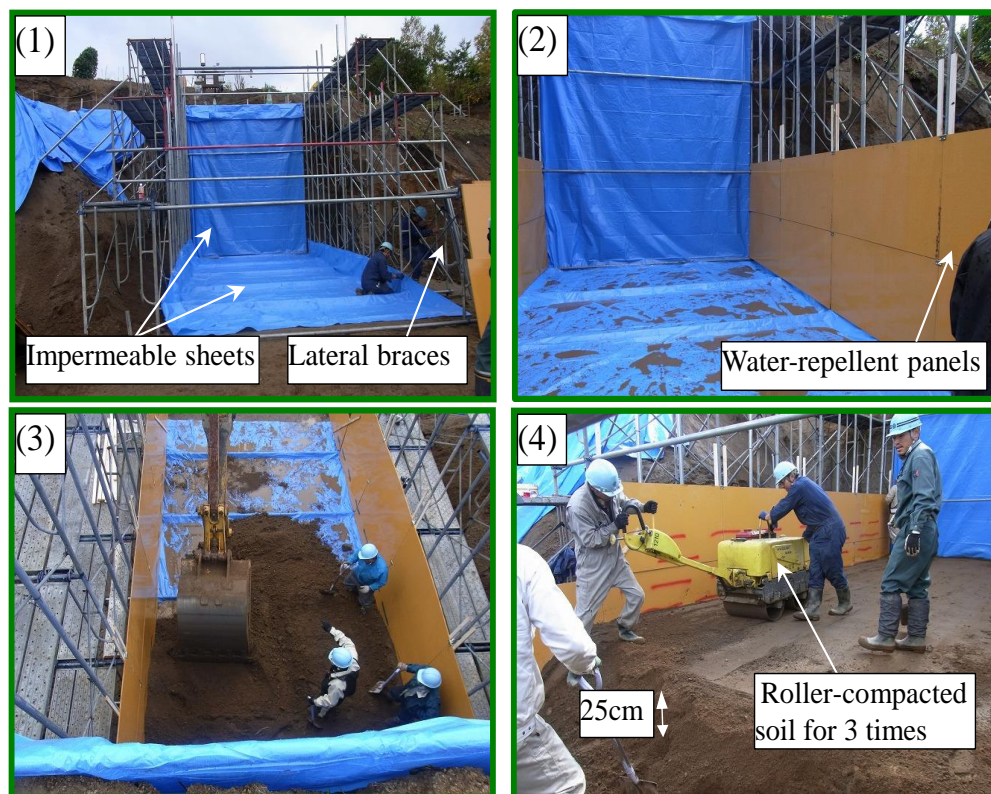 (1)
Impermeable sheets
Lateral braces
(2)
Water-repellent panels
(3)
(4)
25cm
Roller-compacted
soil for 3 times